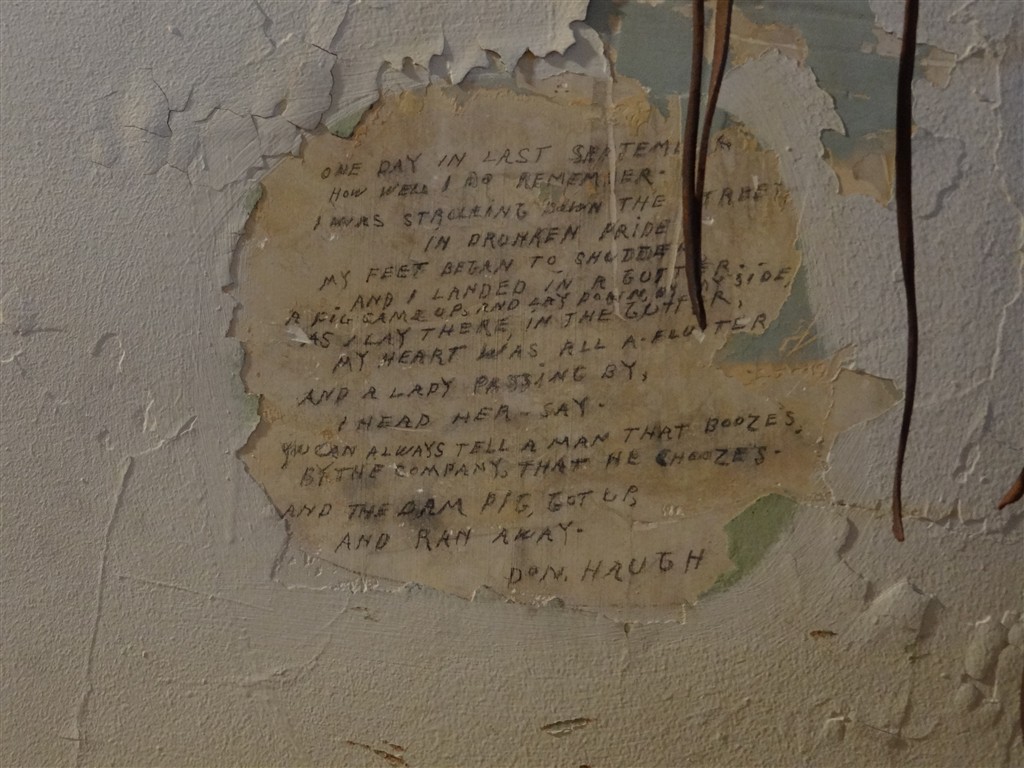 ONE DAY IN LAST SEPTEMBER
HOW WELL I DO REMEMBER.
I WAS STROLLING DOWN THE STREET
IN DRUNKEN PRIDE
MY FEET BEGAN TO SHUDDER
AND I LANDED IN A GUTTER..
A PIG CAME UP, AND LAY DOWN, BY MY SIDE
AS I LAY THERE IN THE GUTTER,
MY HEART WAS ALL A-FLUTTER
AND A LADY PASSING BY,
I HEAD HER SAY.
YOU CAN ALWAYS TELL A MAN THAT BOOZES,
BY THE COMPANY, THAT HE CHOOZES.
AND THE DAM PIG, GOT UP,
AND RAN AWAY.
DON. HAUGH